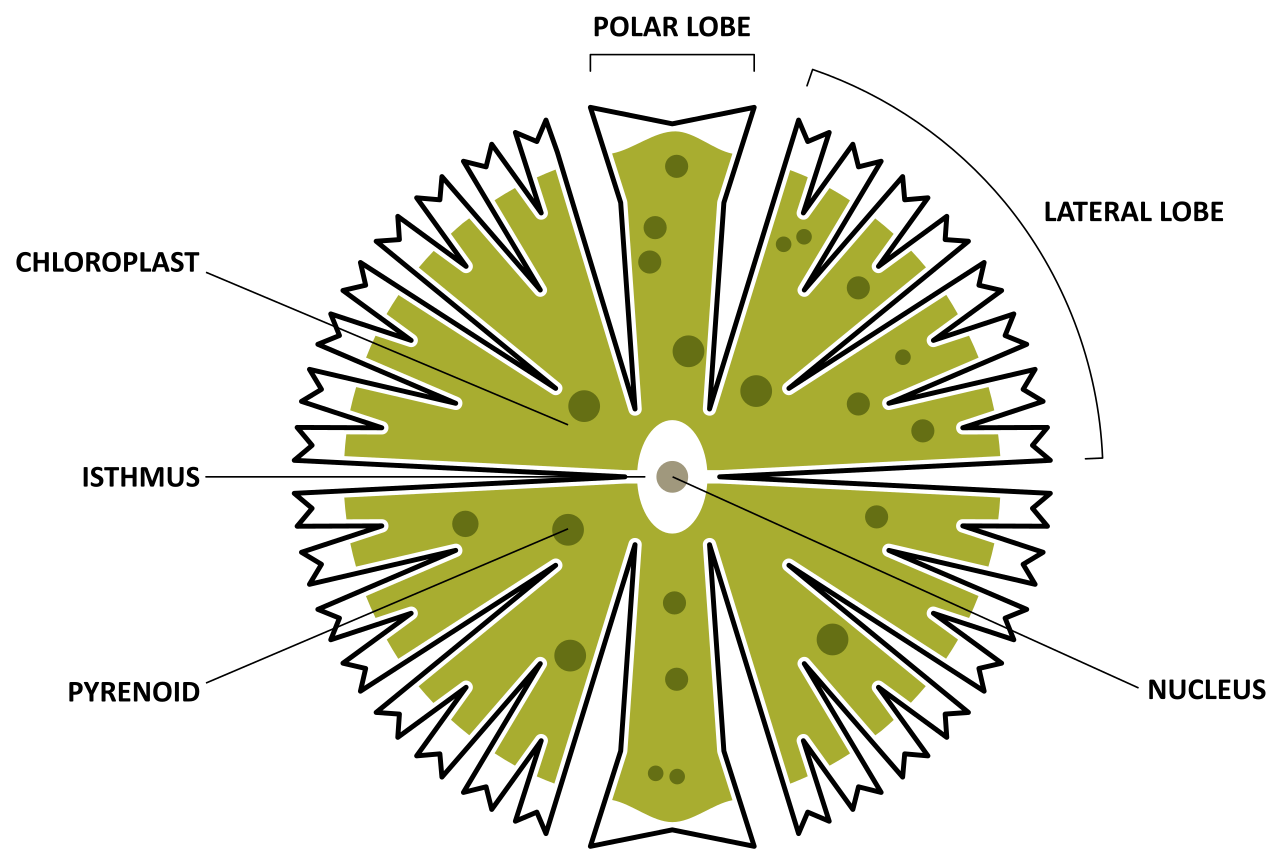 POLAR LOBE
LATERAL LOBE
CHLOROPLAST
ISTHMUS
PYRENOID
NUCLEUS